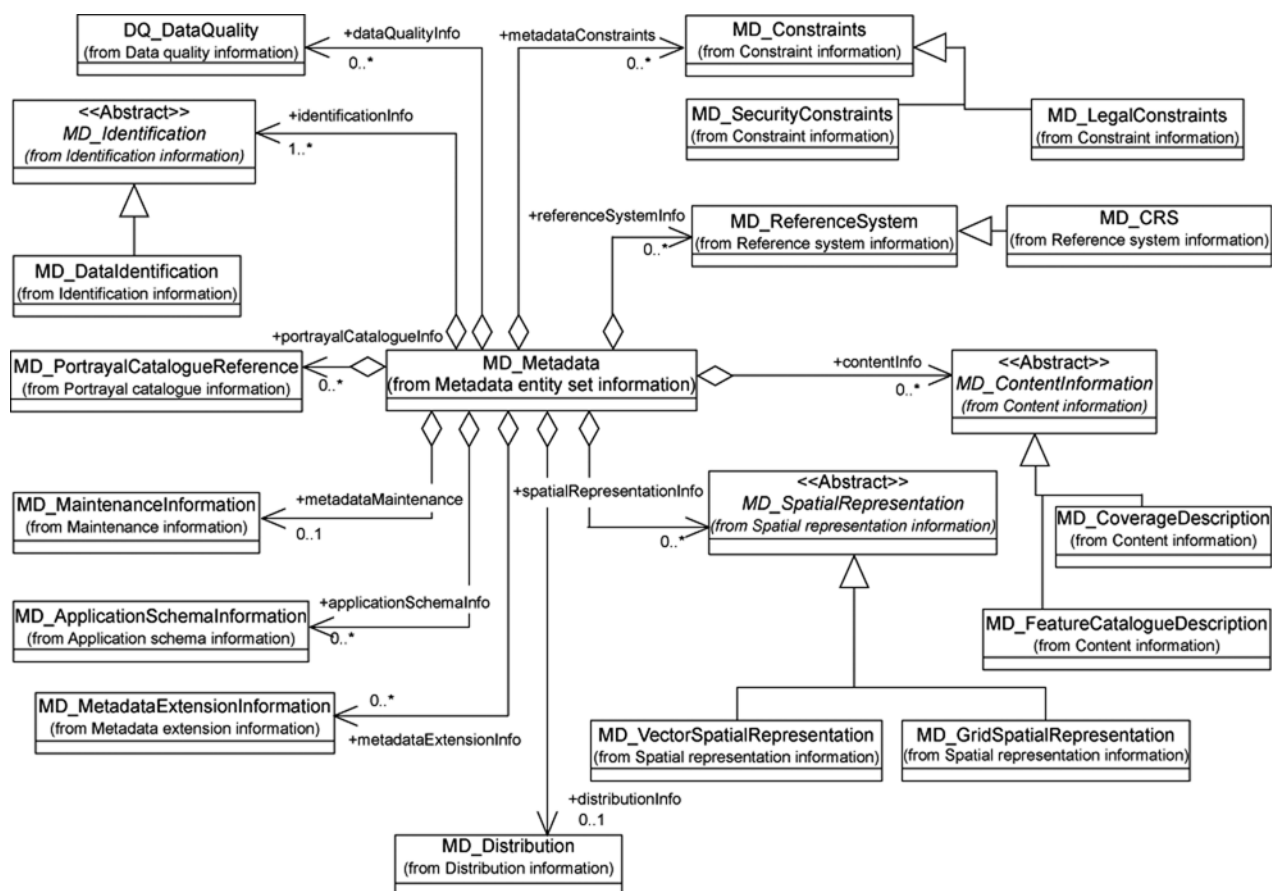 DQ_DataQuality
(from Data quality information)
+dataQualityInfo
0..*
+metadataConstraints
0..*
MD_Constraints
(from Constraint information)
<<Abstract>>
MD_Identification
(from Identification information)
+identificationInfo
1..*
MD_SecurityConstraints
(from Constraint information)
MD_LegalConstraints
(from Constraint information)
+referenceSystemInfo
0..*
MD_ReferenceSystem
(from Reference system information)
MD_CRS
(from Reference system information)
MD_DataIdentification
(from Identification information)
+portrayalCatalogueInfo
0..*
MD_PortrayalCatalogueReference
(from Portrayal catalogue information)
MD_Metadata
(from Metadata entity set information)
+contentInfo
0..*
<<Abstract>>
MD_ContentInformation
(from Content information)
MD_MaintenanceInformation
(from Maintenance information)
+metadataMaintenance
0..1
+spatialRepresentationInfo
0..*
<<Abstract>>
MD_SpatialRepresentation
(from Spatial representation information)
MD_CoverageDescription
(from Content information)
MD_ApplicationSchemaInformation
(from Application schema information)
+applicationSchemaInfo
0..*
MD_FeatureCatalogueDescription
(from Content information)
MD_MetadataExtensionInformation
(from Metadata extension information)
0..*
+metadataExtensionInfo
MD_VectorSpatialRepresentation
(from Spatial representation information)
MD_GridSpatialRepresentation
(from Spatial representation information)
+distributionInfo
0..1
MD_Distribution
(from Distribution information)